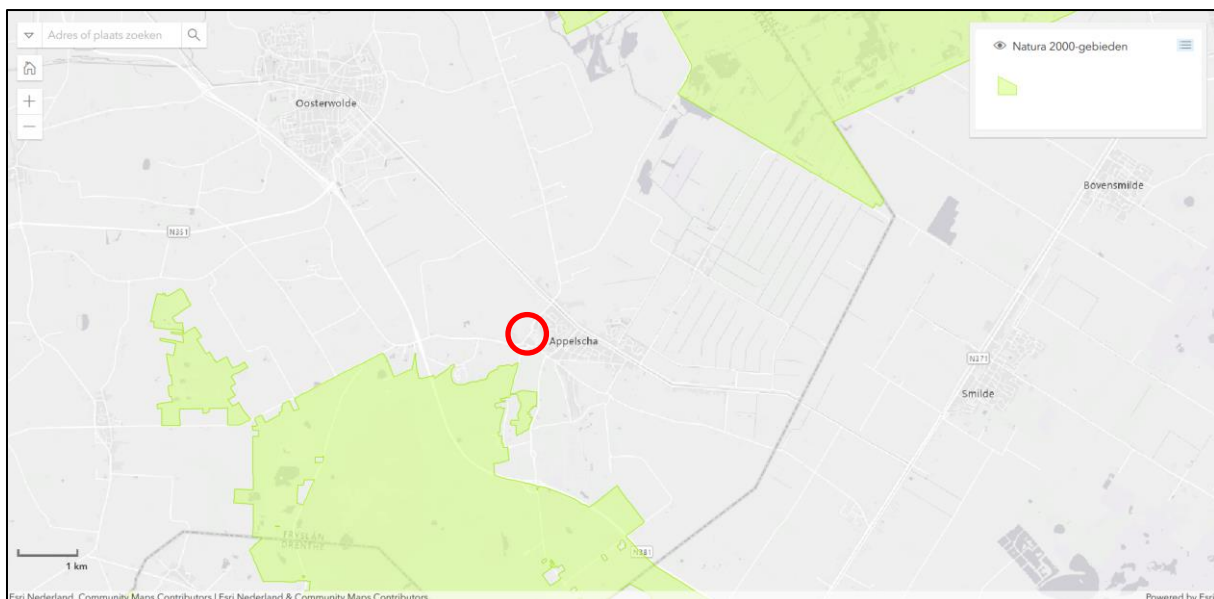 Adres of plaats zoeken
Natura 2000-gebieden
Oosterwolde
Bovensmilde
N351
Appelscha
N371
Smilde
FRYSLÂN
DRENTHE
N381
1 km
Esri Nederland, Community Maps Contributors | Esri Nederland & Community Maps Contributors
Powered by Esri